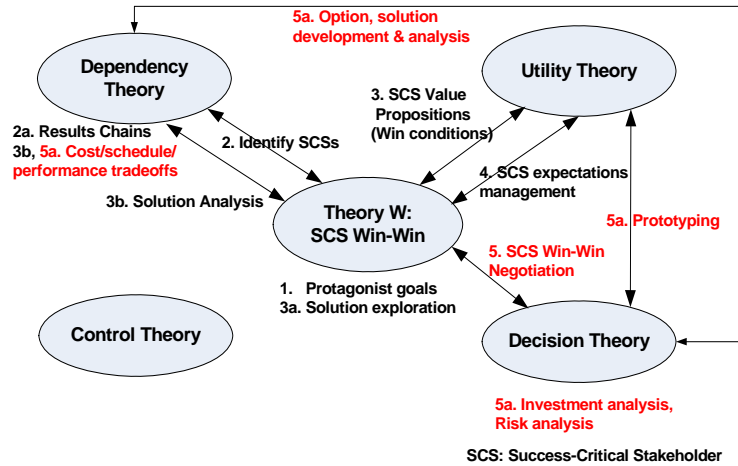 5a. Option, solution
development & analysis
Dependency
Theory
Utility Theory
3. SCS Value
Propositions
(Win conditions)
2a. Results Chains
3b, 5a. Cost/schedule/
performance tradeoffs
2. Identify SCSs
4. SCS expectations
management
3b. Solution Analysis
Theory W:
SCS Win-Win
5a. Prototyping
5. SCS Win-Win
Negotiation
1. Protagonist goals
3a. Solution exploration
Control Theory
Decision Theory
5a. Investment analysis,
Risk analysis
SCS: Success-Critical Stakeholder